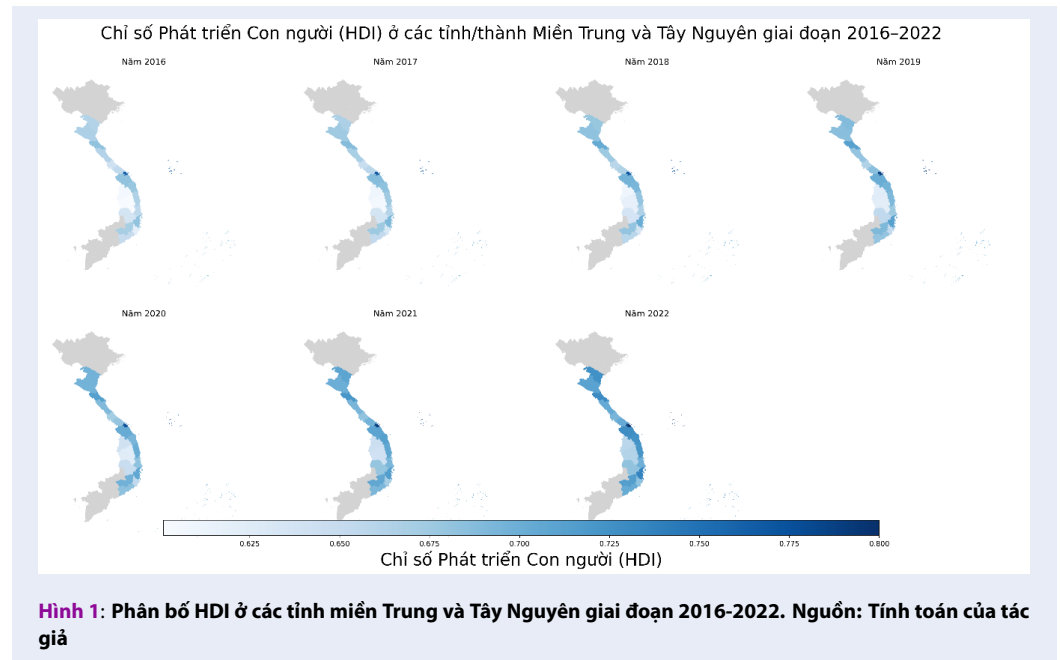 Chỉ số Phát triển Con người (HDI) ở các tỉnh/thành Miền Trung và Tây Nguyên giai đoạn 2016–2022
Năm 2016
Năm 2017
Năm 2018
Năm 2019
Năm 2020
Năm 2021
Năm 2022
0.625
0.650
0.675
0.700
0.725
0.750
0.775
0.800
Chỉ số Phát triển Con người (HDI)
Hình 1: Phân bố HDI ở các tỉnh miền Trung và Tây Nguyên giai đoạn 2016-2022. Nguồn: Tính toán của tác
giả